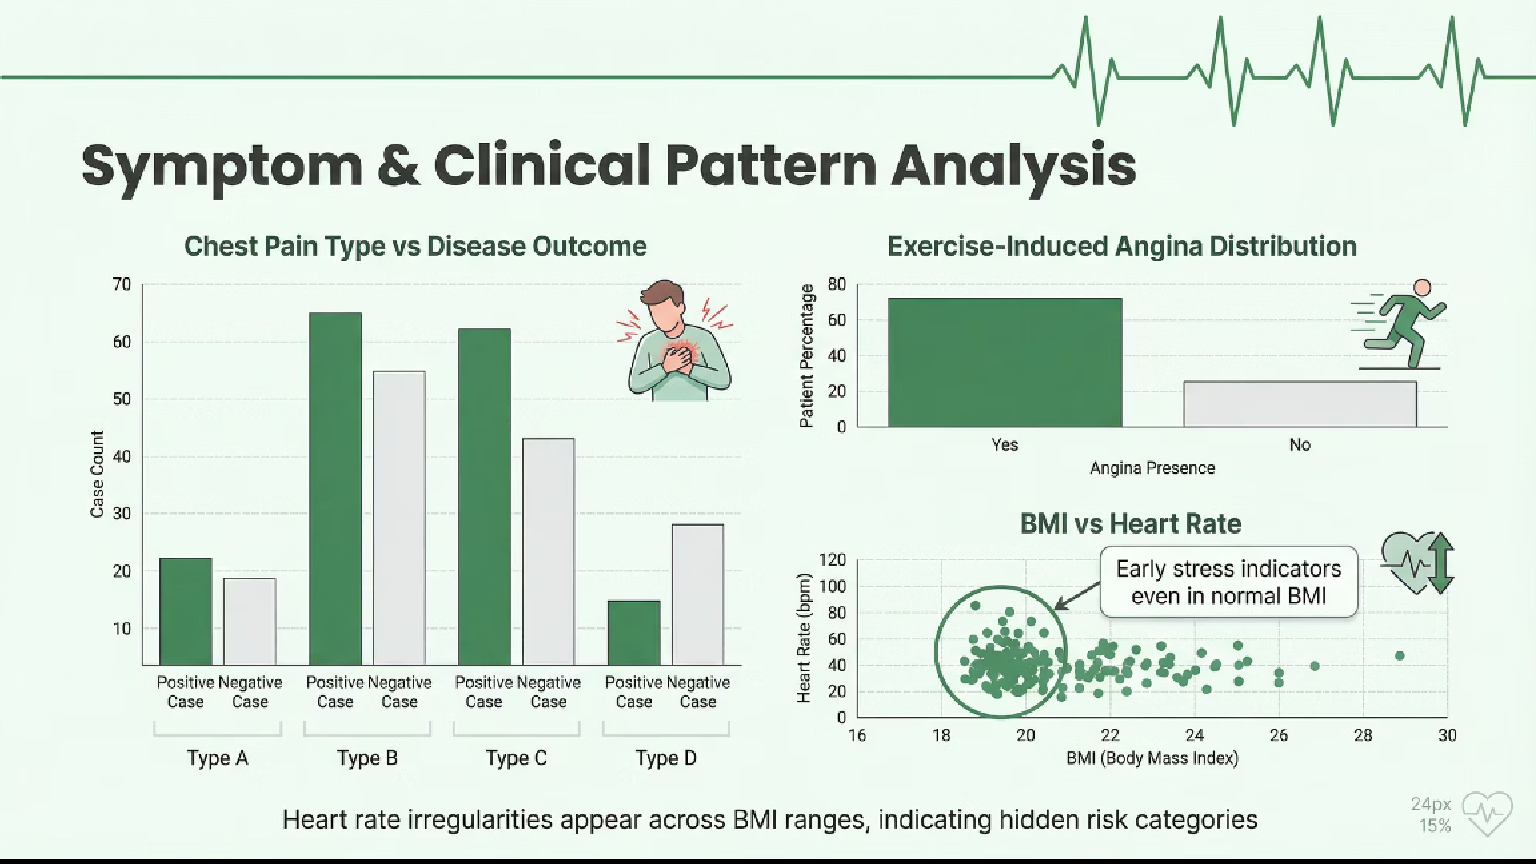 Symptom & Clinical Pattern Analysis
Chest Pain Type vs Disease Outcome
70
60
50
40
30
20
10
Case Count
Positive Case Negative Case
Positive Case Negative Case
Positive Case Negative Case
Positive Case Negative Case
Type A
Type B
Type C
Type D
Exercise-Induced Angina Distribution
80
60
40
20
0
Patient Percentage
Yes
No
Angina Presence
BMI vs Heart Rate
Early stress indicators
even in normal BMI
120
100
80
60
40
20
0
Heart Rate (bpm)
16 18 20 22 24 26 28 30
BMI (Body Mass Index)
Heart rate irregularities appear across BMI ranges, indicating hidden risk categories
24px
15%